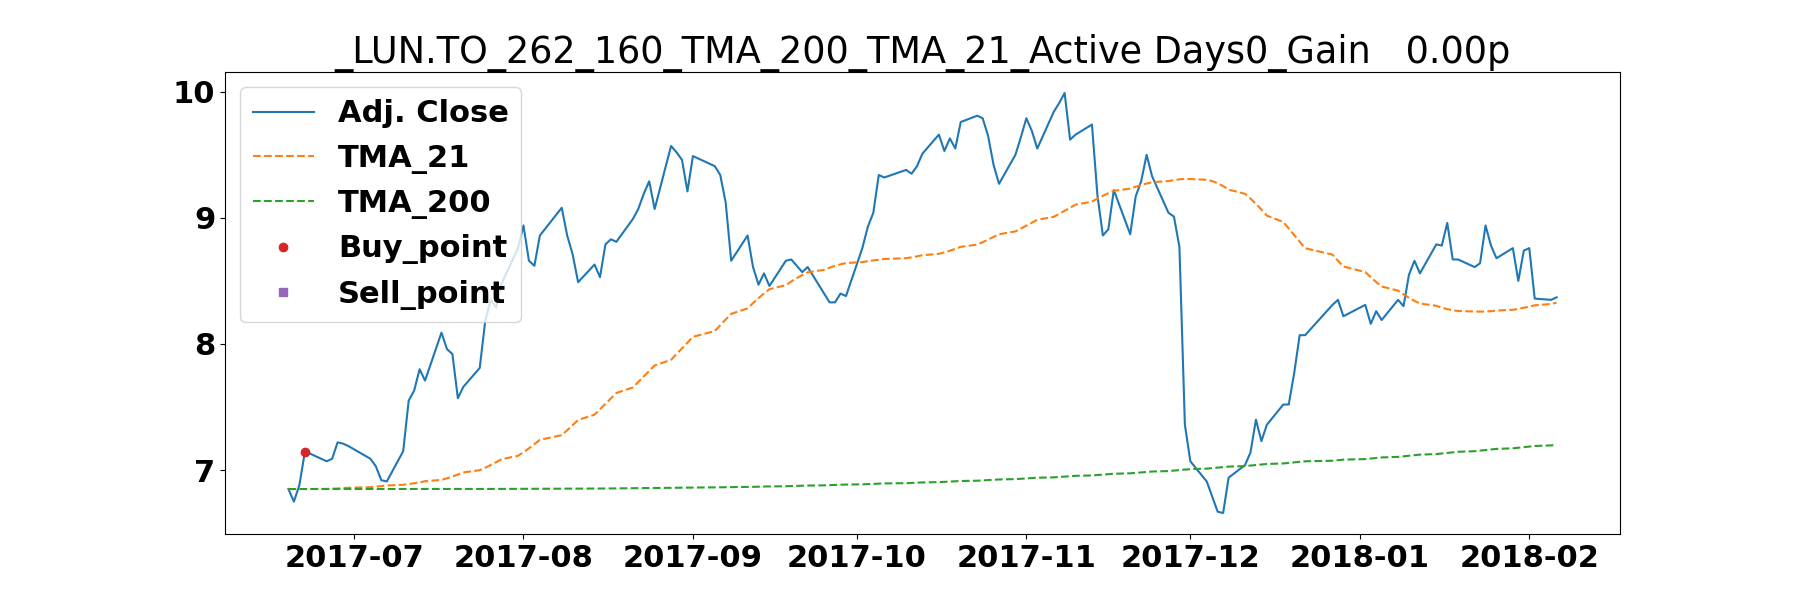 _LUN.TO_262_160_TMA_200_TMA_21_Active Days0_Gain   0.00p
10
9
8
7
Adj. Close
TMA_21
TMA_200
Buy_point
Sell_point
2017-07 2017-08 2017-09 2017-10 2017-11 2017-12 2018-01 2018-02